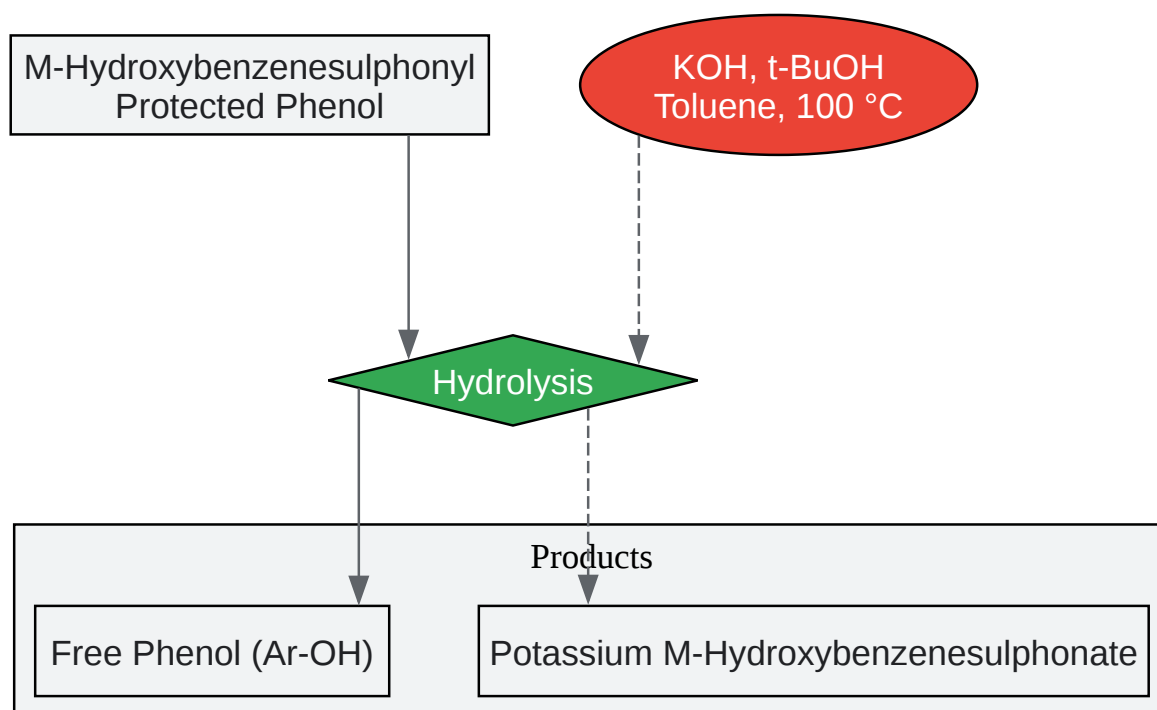 M-Hydroxybenzenesulphonyl
Protected Phenol
KOH, t-BuOH
Toluene, 100 °C
Hydrolysis
Products
Free Phenol (Ar-OH)
Potassium M-Hydroxybenzenesulphonate